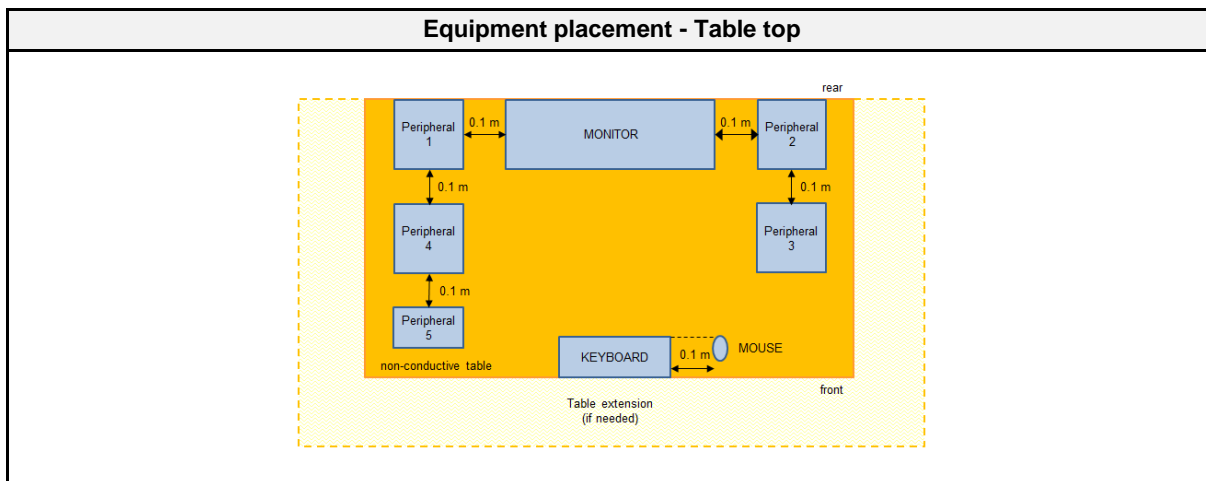 Equipment placement - Table top
rear
Peripheral
1
0.1 m
MONITOR
0.1 m
Peripheral
2
0.1 m
0.1 m
Peripheral
4
Peripheral
3
0.1 m
Peripheral
5
KEYBOARD
0.1 m
MOUSE
non-conductive table
front
Table extension
(if needed)